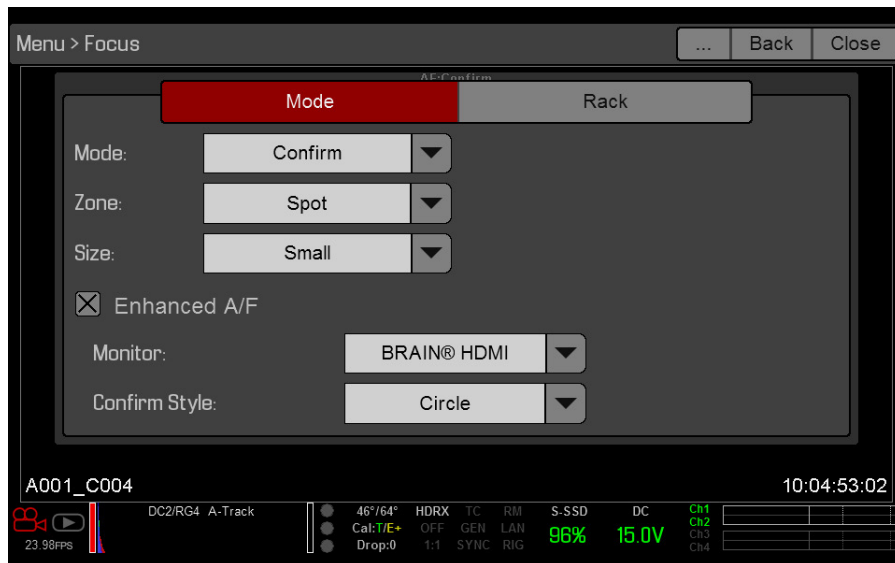 Menu > Focus ... Back Close
AF:Confirm
Mode Rack
Mode: Confirm
Zone: Spot
Size: Small
Enhanced A/F
Monitor: BRAIN® HDMI
Confirm Style: Circle
A001_C004 10:04:53:02
DC2/RG4 A-Track 46°/64° HDRX TC RM S-SSD DC Ch1
Cal:T/E+ OFF GEN LAN 96% 15.0V Ch2
23.98FPS Drop:0 1:1 SYNC RIG Ch3
Ch4